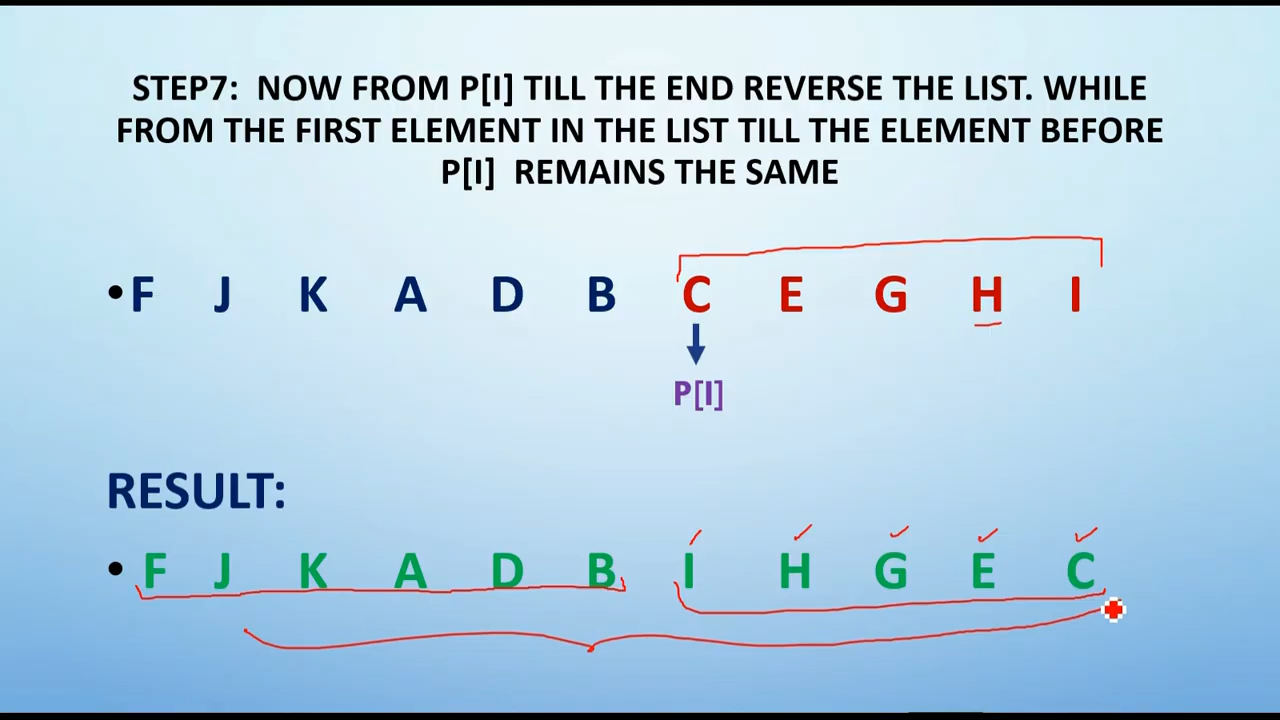 STEP7: NOW FROM P[I] TILL THE END REVERSE THE LIST. WHILE
FROM THE FIRST ELEMENT IN THE LIST TILL THE ELEMENT BEFORE
P[I] REMAINS THE SAME
•F J K A D B C E G H I
P[I]
RESULT:
• F J K A D B I H G E C